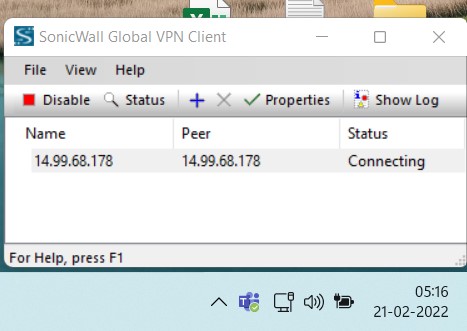 SonicWall Global VPN Client
File View Help
Disable Status Properties Show Log
Name Peer Status
14.99.68.178 14.99.68.178 Connecting
For Help, press F1
05:16
21-02-2022